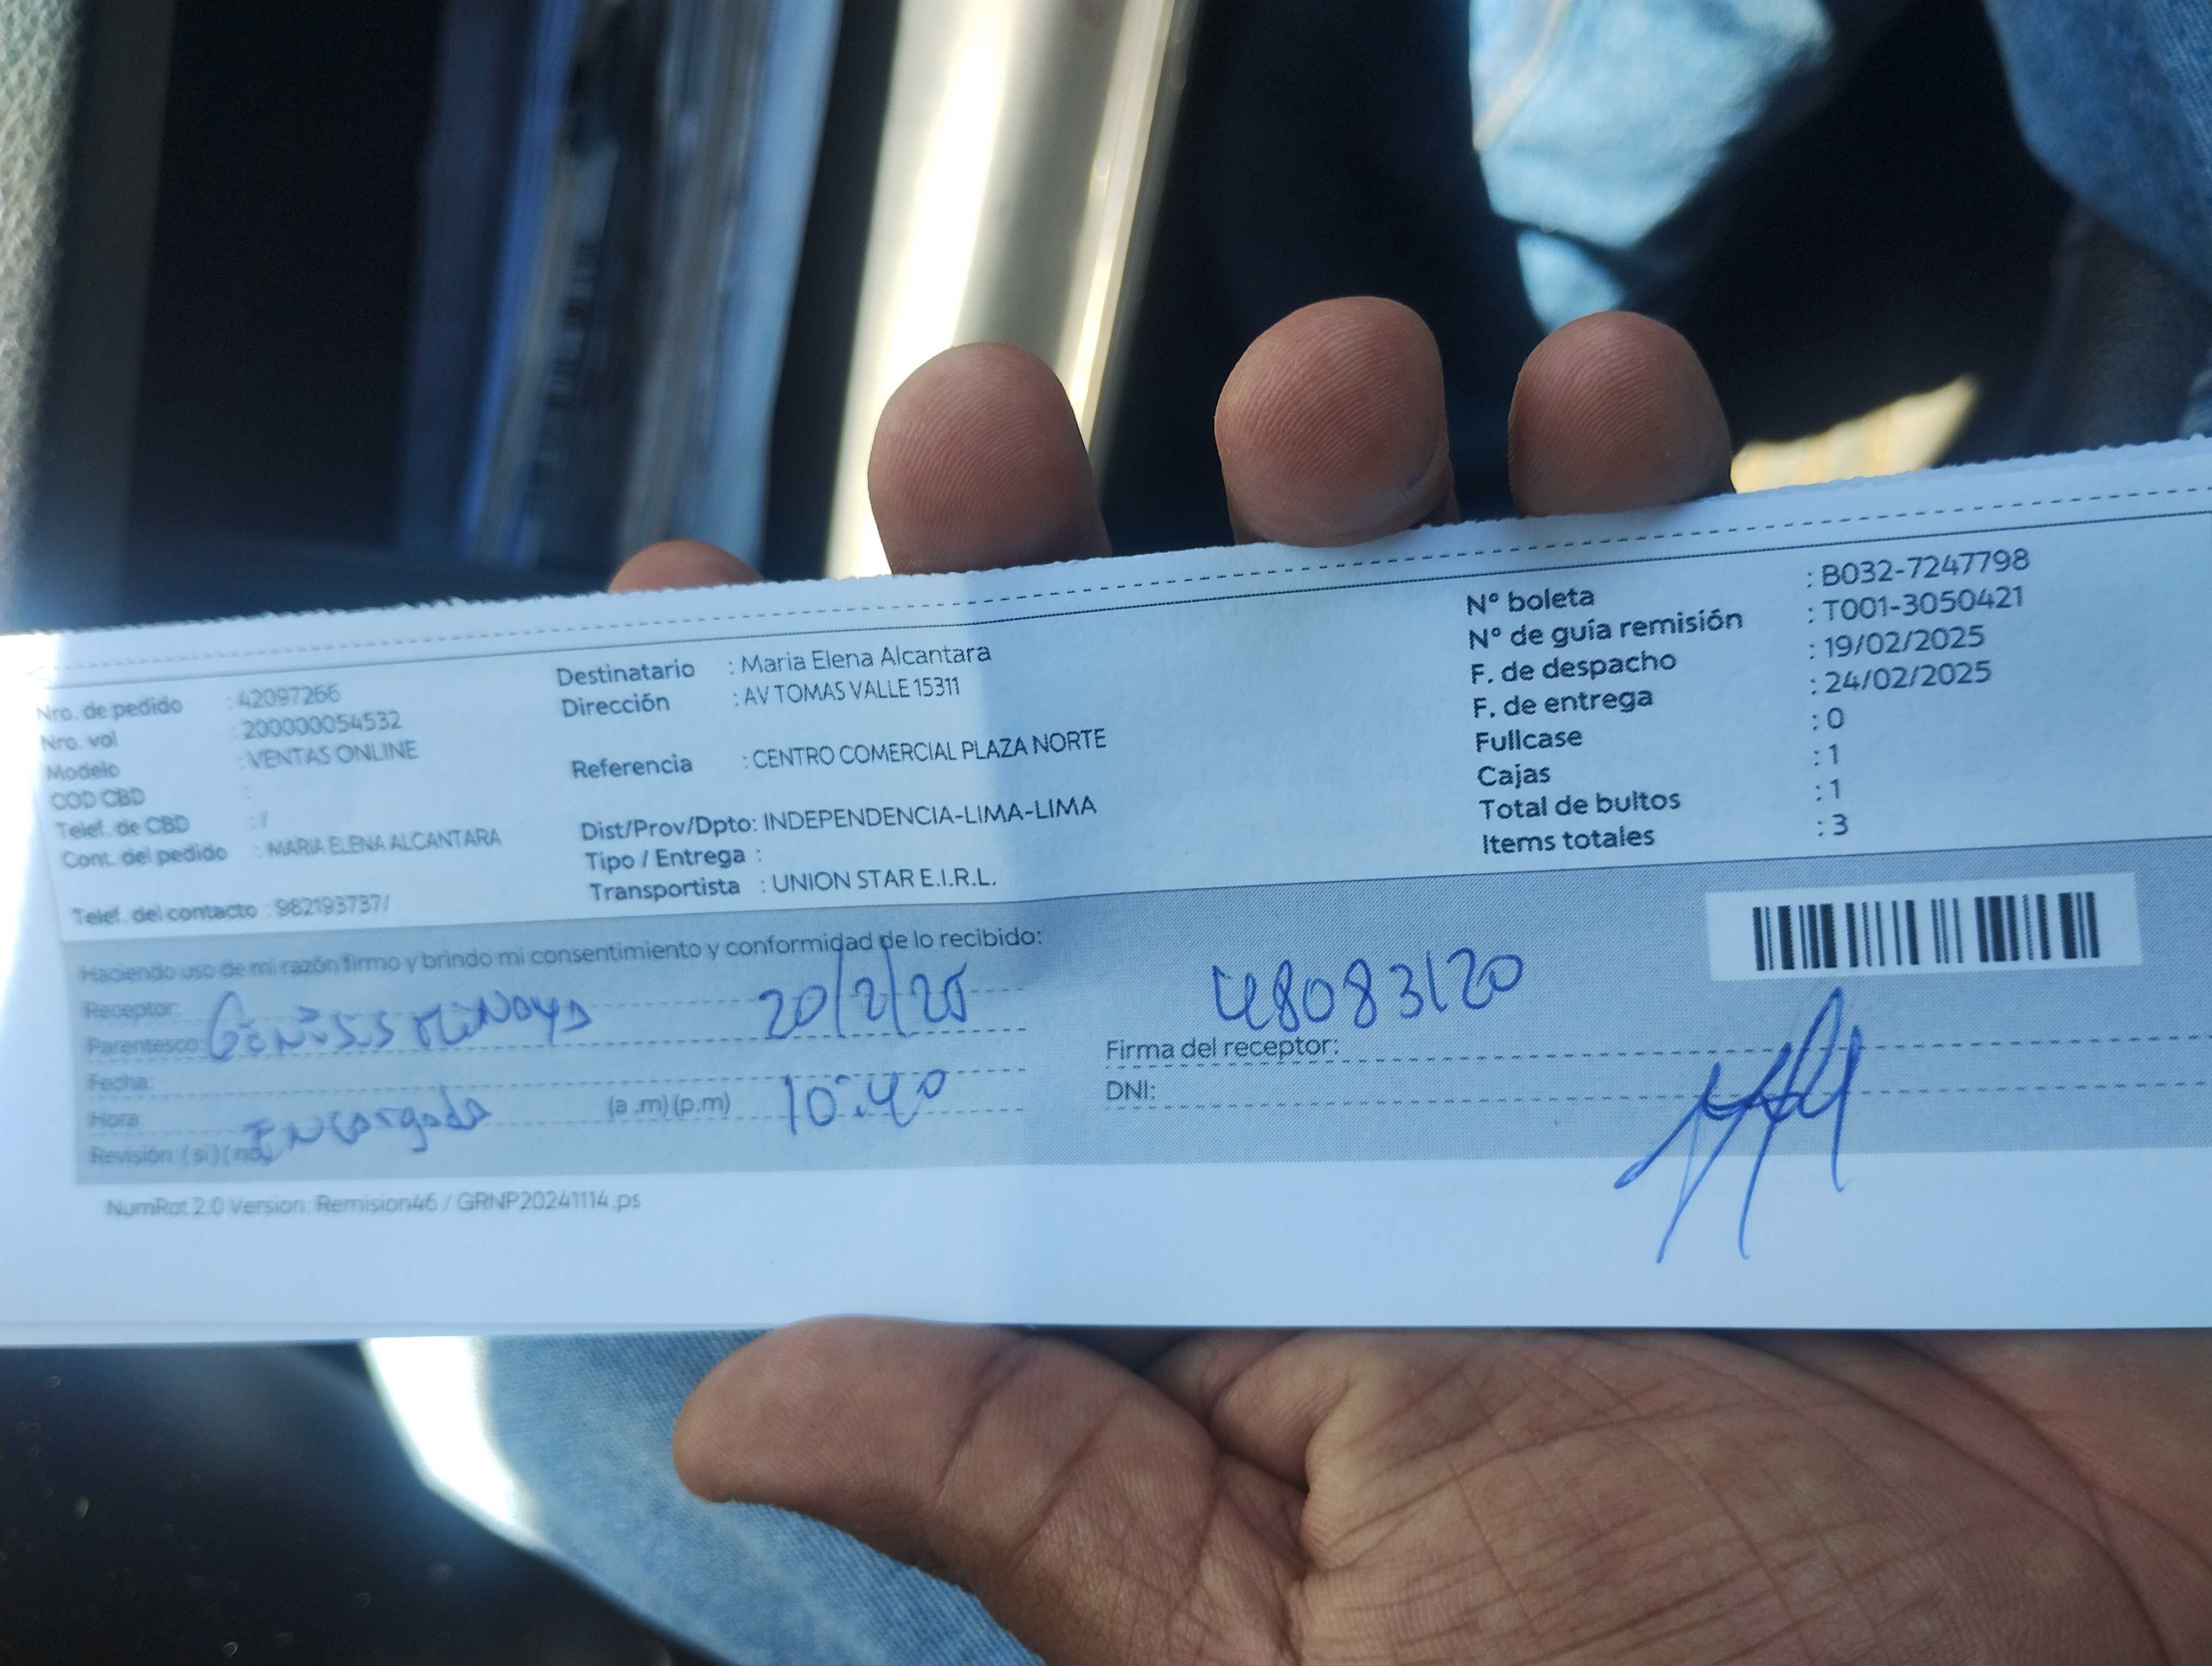 Nro. de pedido : 42097266
Nro. vol : 200000054532
Modelo : VENTAS ONLINE
COD CBD :
Telef. de CBD : /
Cont. del pedido : MARIA ELENA ALCANTARA
Telef. del contacto : 982193737/
Destinatario : Maria Elena Alcantara
Dirección : AV TOMAS VALLE 15311
Referencia : CENTRO COMERCIAL PLAZA NORTE
Dist/Prov/Dpto: INDEPENDENCIA-LIMA-LIMA
Tipo / Entrega :
Transportista : UNION STAR E.I.R.L.
N° boleta : B032-7247798
N° de guía remisión : T001-3050421
F. de despacho : 19/02/2025
F. de entrega : 24/02/2025
Fullcase : 0
Cajas : 1
Total de bultos : 1
Items totales : 3
Haciendo uso de mi razón firmo y brindo mi consentimiento y conformidad de lo recibido:
Receptor:
Parentesco: 20/2/25
Fecha:
Hora: Encargada (a .m) (p.m) 10:40
Revisión: ( si ) ( no )
48083120
Firma del receptor:
DNI:
NumRot 2.0 Version: Remision46 / GRNP20241114.ps